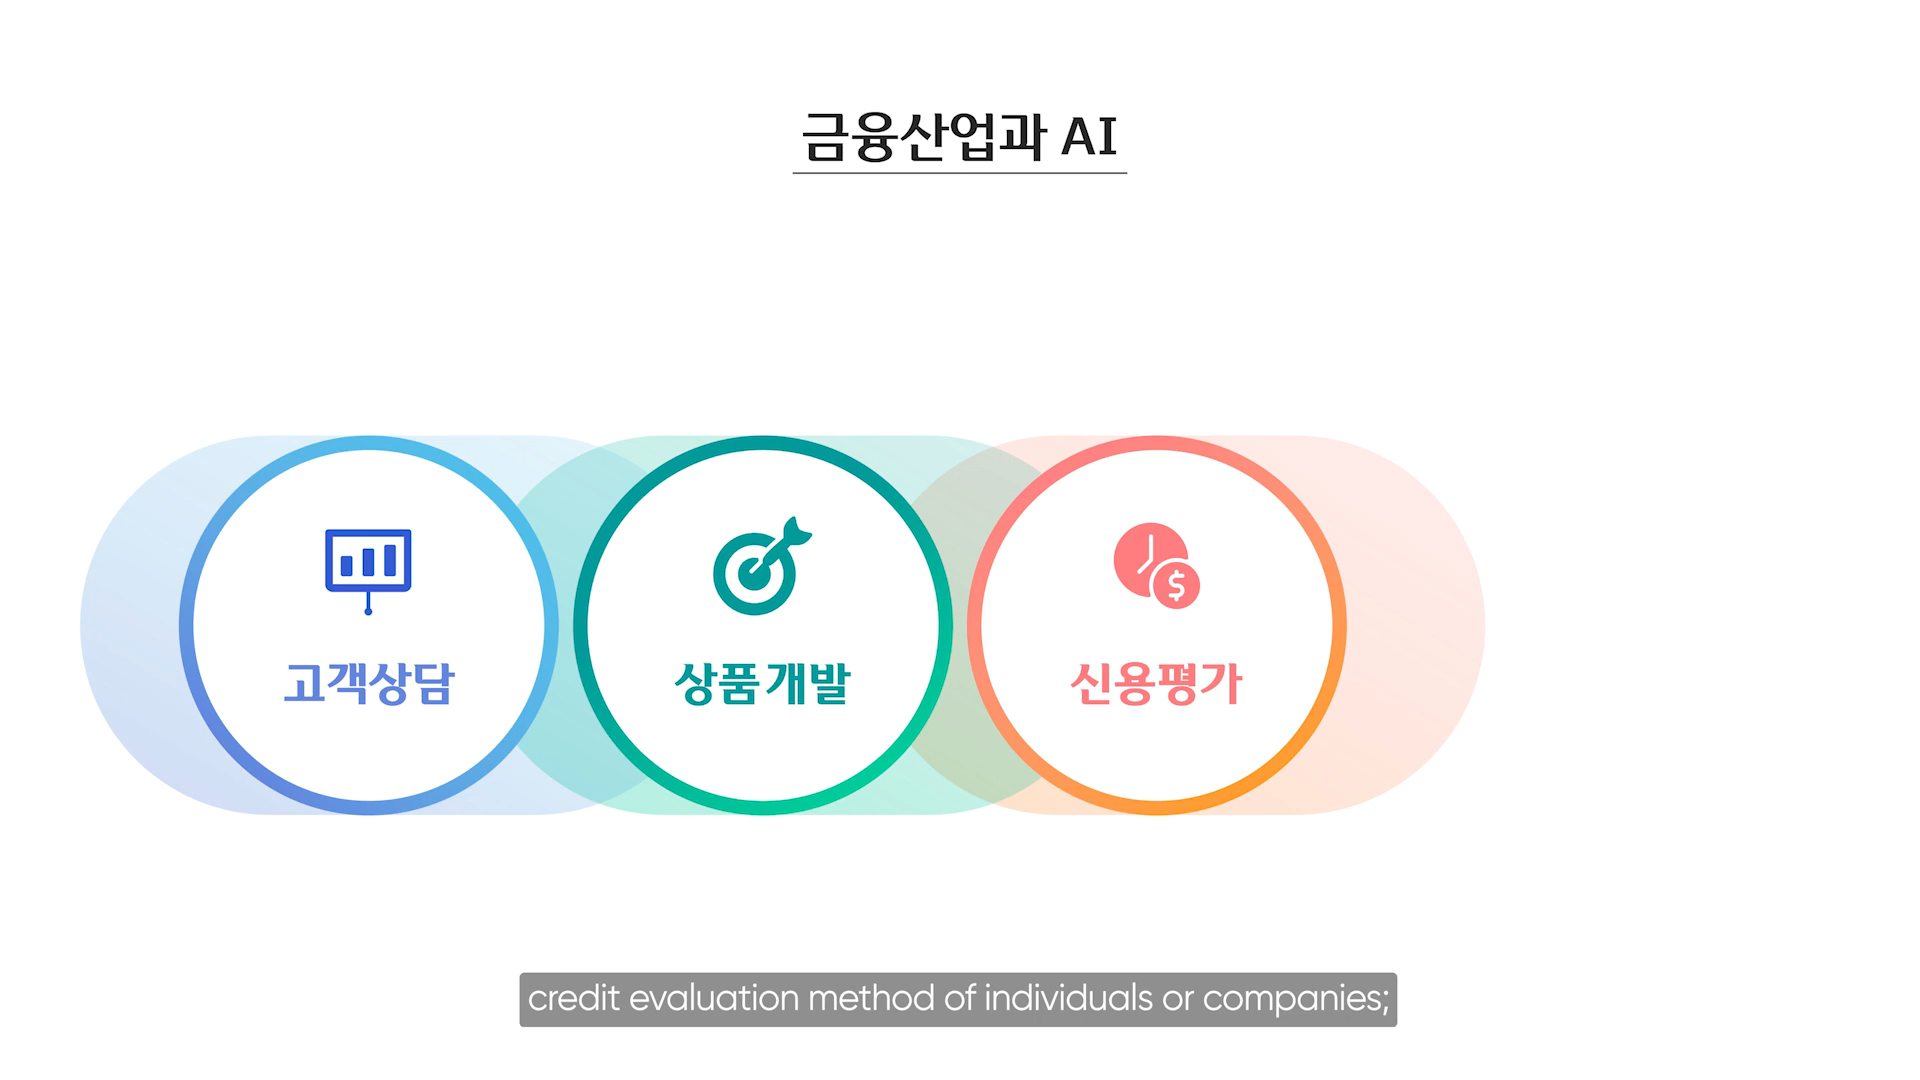 금융산업과 AI
고객상담
상품개발
신용평가
credit evaluation method of individuals or companies;